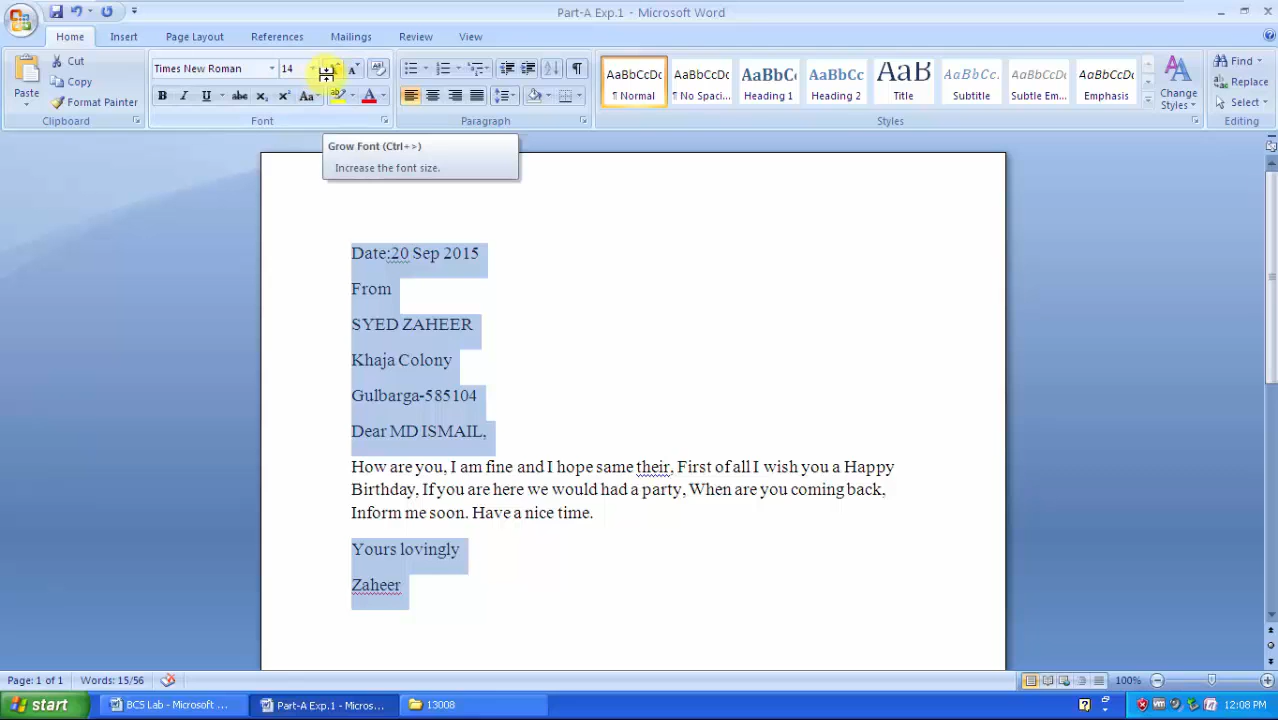 Part-A Exp.1 - Microsoft Word
Home Insert Page Layout References Mailings Review View
Cut
Copy
Format Painter
Paste
Clipboard
Times New Roman 14
B I U abc x₂ x² Aa A
Font
Paragraph
AaBbCcDc AaBbCcDc AaBbCc AaBbCc AaB AaBbCc. AaBbCcDc AaBbCcDc
¶ Normal ¶ No Spaci... Heading 1 Heading 2 Title Subtitle Subtle Em... Emphasis
Change Styles
Styles
Find
Replace
Select
Editing
Grow Font (Ctrl+>)
Increase the font size.
Date:20 Sep 2015
From
SYED ZAHEER
Khaja Colony
Gulbarga-585104
Dear MD ISMAIL,
How are you, I am fine and I hope same their, First of all I wish you a Happy
Birthday, If you are here we would had a party, When are you coming back,
Inform me soon. Have a nice time.
Yours lovingly
Zaheer
Page: 1 of 1 Words: 15/56 100%
start BCS Lab - Microsoft ... Part-A Exp.1 - Micros... 13008 12:08 PM